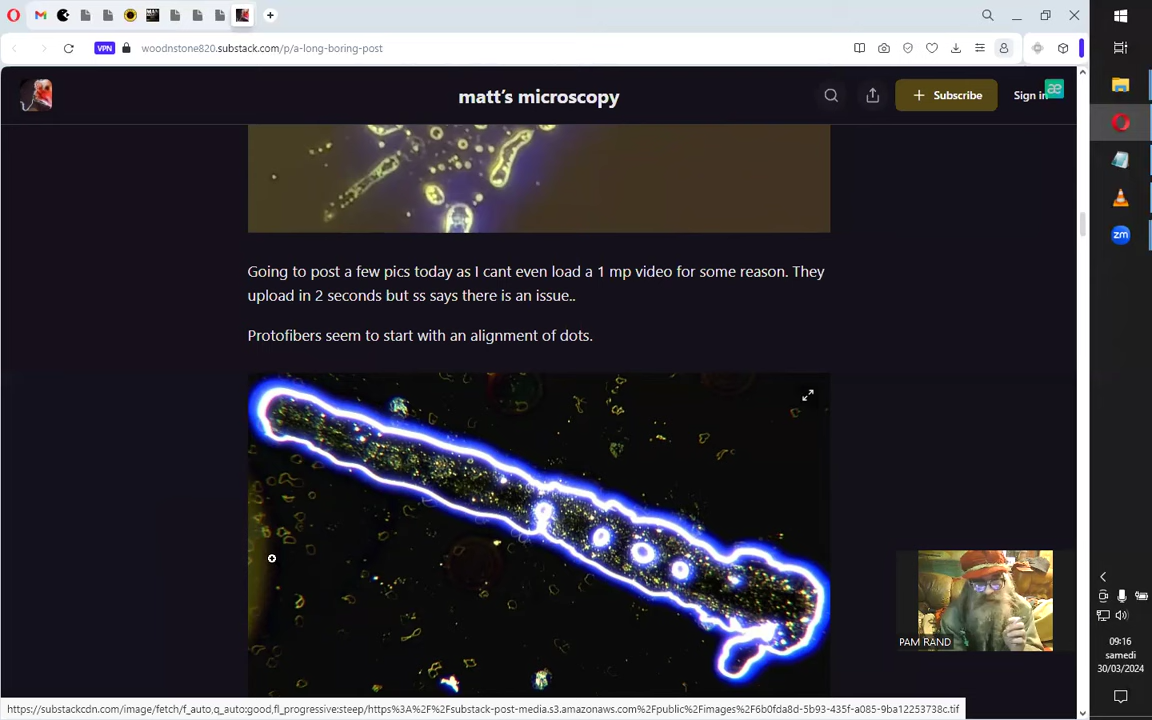 woodnstone820.substack.com/p/a-long-boring-post
VPN
matt's microscopy
Subscribe
Sign in
æ
Going to post a few pics today as I cant even load a 1 mp video for some reason. They
upload in 2 seconds but ss says there is an issue..
Protofibers seem to start with an alignment of dots.
zm
PAM RAND
09:16
samedi
30/03/2024
https://substackcdn.com/image/fetch/f_auto,q_auto:good,fl_progressive:steep/https%3A%2F%2Fsubstack-post-media.s3.amazonaws.com%2Fpublic%2Fimages%2F6b0fda8d-5b93-435f-a085-9ba12253738c.tif